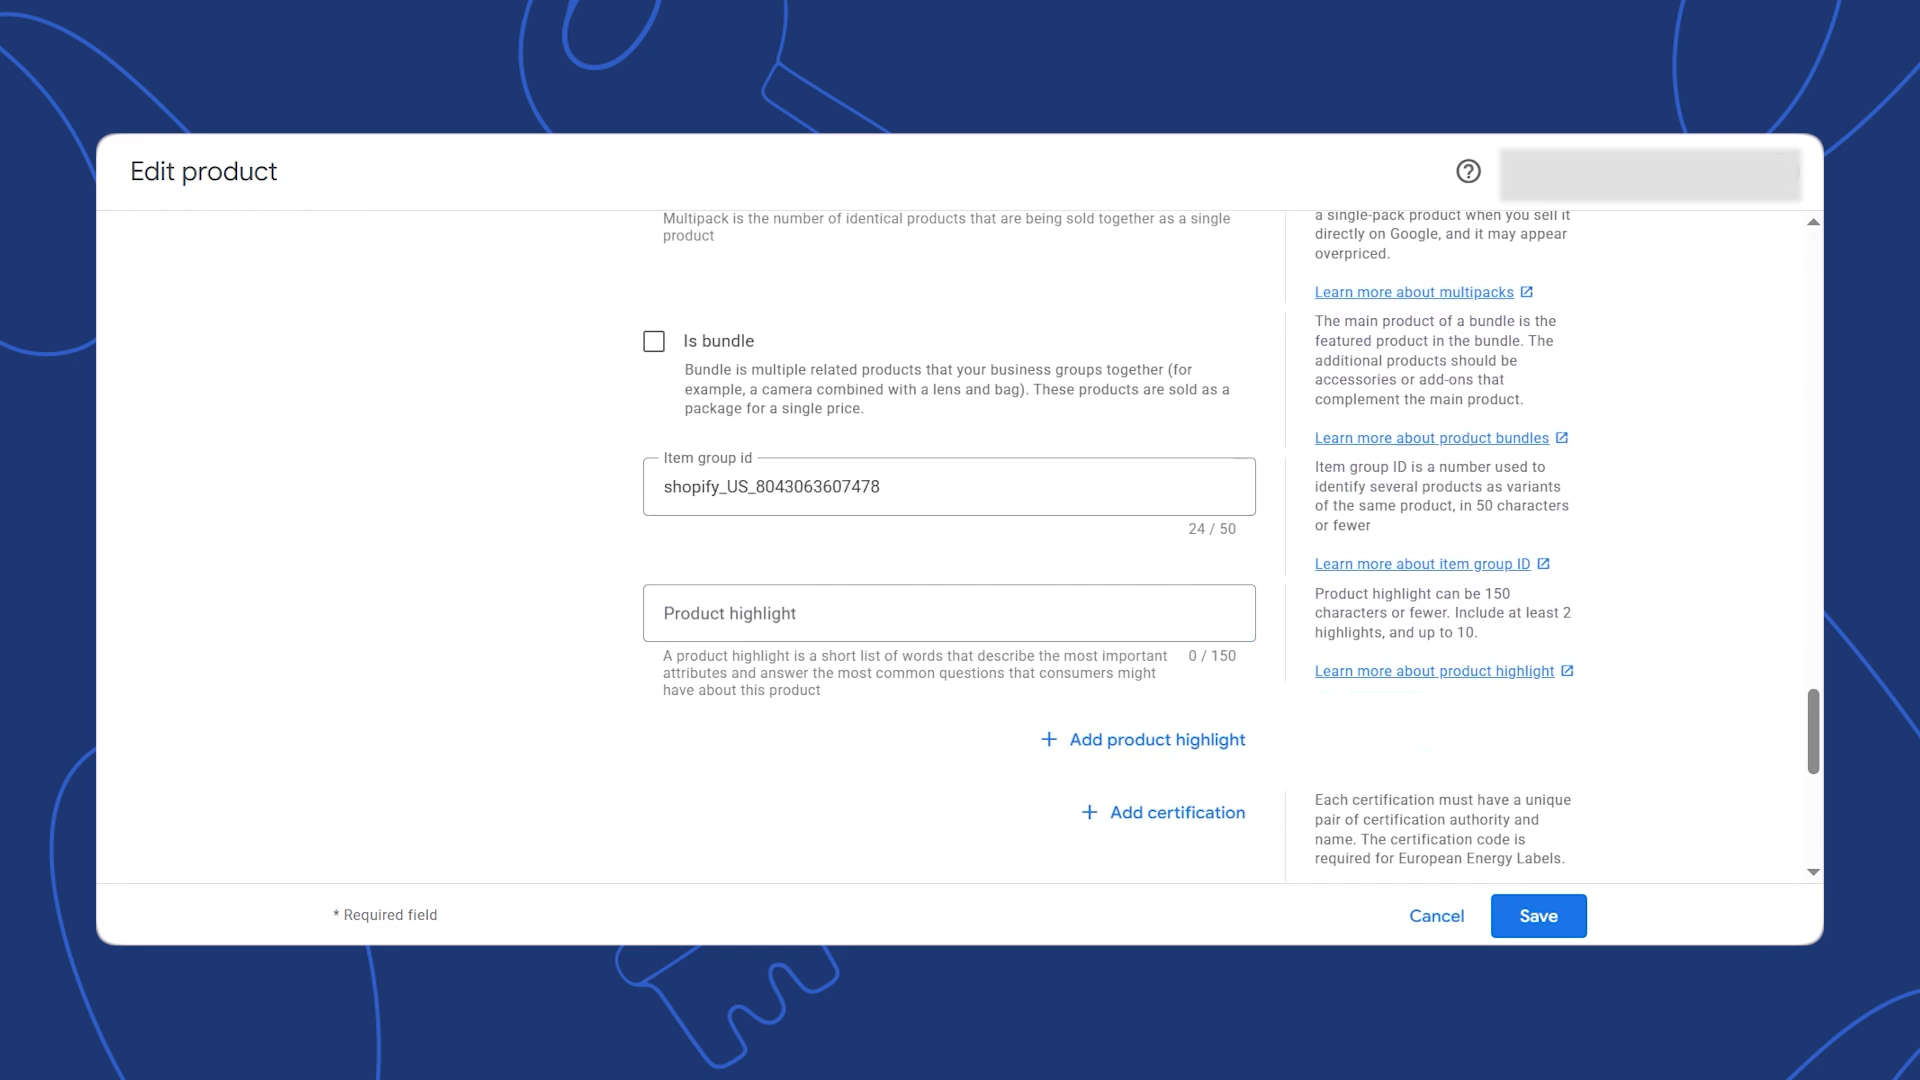 Edit product
Multipack is the number of identical products that are being sold together as a single
product
a single-pack product when you sell it
directly on Google, and it may appear
overpriced.
Learn more about multipacks
Is bundle
Bundle is multiple related products that your business groups together (for
example, a camera combined with a lens and bag). These products are sold as a
package for a single price.
The main product of a bundle is the
featured product in the bundle. The
additional products should be
accessories or add-ons that
complement the main product.
Learn more about product bundles
Item group id
shopify_US_8043063607478
24 / 50
Item group ID is a number used to
identify several products as variants
of the same product, in 50 characters
or fewer
Learn more about item group ID
Product highlight
A product highlight is a short list of words that describe the most important
attributes and answer the most common questions that consumers might
have about this product
0 / 150
Product highlight can be 150
characters or fewer. Include at least 2
highlights, and up to 10.
Learn more about product highlight
+ Add product highlight
+ Add certification
Each certification must have a unique
pair of certification authority and
name. The certification code is
required for European Energy Labels.
* Required field
Cancel
Save